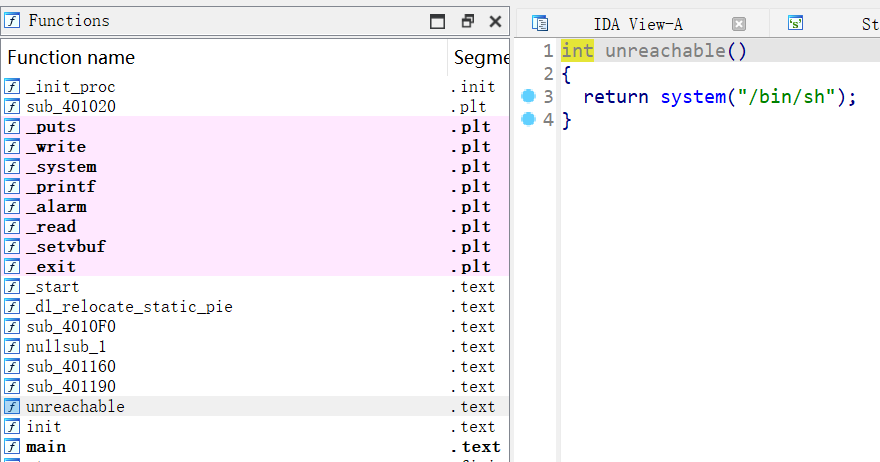 Functions
Function name Segme
_init_proc .init
sub_401020 .plt
_puts .plt
_write .plt
_system .plt
_printf .plt
_alarm .plt
_read .plt
_setvbuf .plt
_exit .plt
_start .text
_dl_relocate_static_pie .text
sub_4010F0 .text
nullsub_1 .text
sub_401160 .text
sub_401190 .text
unreachable .text
init .text
main .text
IDA View-A St
1 int unreachable()
2 {
3 return system("/bin/sh");
4 }